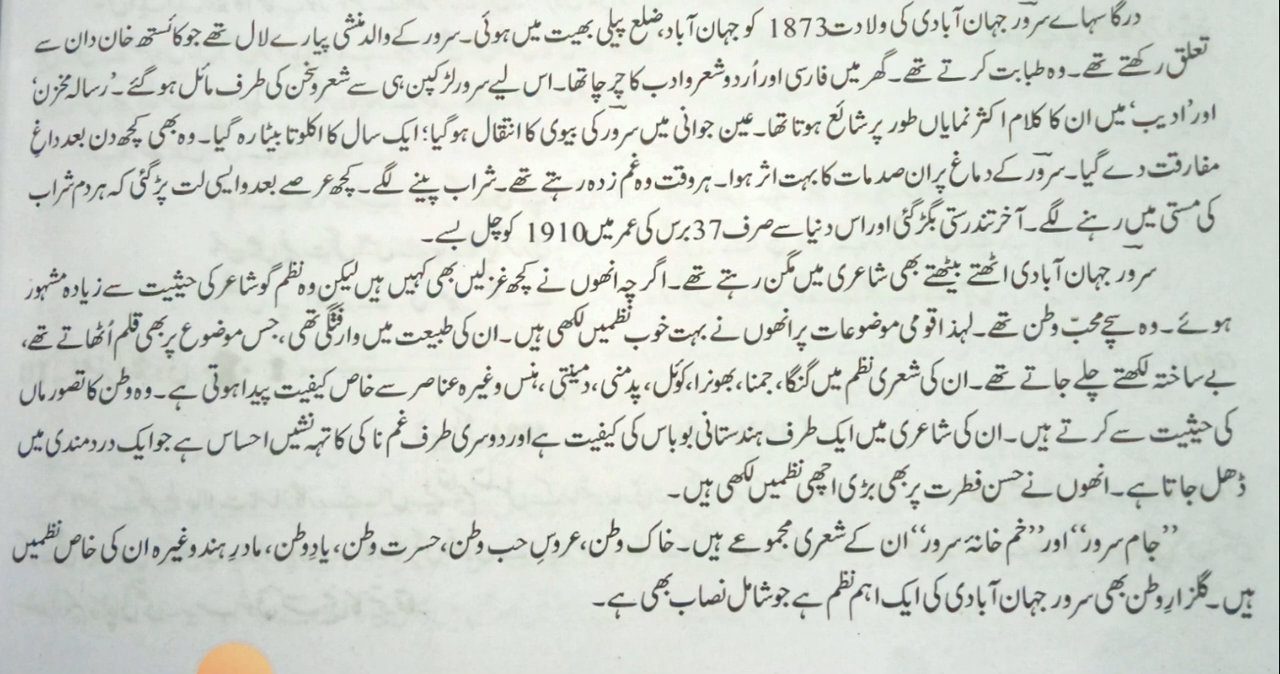 درگا سہاے سرورؔ جہان آبادی کی ولادت 1873 کو جہان آباد، ضلع پیلی بھیت میں ہوئی۔ سرور کے والد منشی پیارے لال تھے جو کائستھ خان دان سے
تعلق رکھتے تھے۔ وہ طبابت کرتے تھے۔ گھر میں فارسی اور اُردو شعر و ادب کا چرچا تھا۔ اس لیے سرور لڑکپن ہی سے شعر و سخن کی طرف مائل ہو گئے۔ رسالہ ’مخزن‘
اور ’ادیب‘ میں ان کا کلام اکثر نمایاں طور پر شائع ہوتا تھا۔ عین جوانی میں سرورؔ کی بیوی کا انتقال ہو گیا؛ ایک سال کا اکلوتا بیٹا رہ گیا۔ وہ بھی کچھ دن بعد داغِ
مفارقت دے گیا۔ سرورؔ کے دماغ پر ان صدمات کا بہت اثر ہوا۔ ہر وقت وہ غم زدہ رہتے تھے۔ شراب پینے لگے۔ کچھ عرصے بعد وایسی لت پڑ گئی کہ ہر دم شراب
کی مستی میں رہنے لگے۔ آخر تندرستی بگڑ گئی اور اس دنیا سے صرف 37 برس کی عمر میں 1910 کو چل بسے۔
سرورؔ جہان آبادی اٹھتے بیٹھتے بھی شاعری میں مگن رہتے تھے۔ اگرچہ انھوں نے کچھ غزلیں بھی کہیں ہیں لیکن وہ نظم گو شاعر کی حیثیت سے زیادہ مشہور
ہوئے۔ وہ سچے محبّ وطن تھے۔ لہذا قومی موضوعات پر انھوں نے بہت خوب نظمیں لکھی ہیں۔ ان کی طبیعت میں وارفتگی تھی، جس موضوع پر بھی قلم اُٹھاتے تھے،
بے ساختہ لکھتے چلے جاتے تھے۔ ان کی شعری نظم میں گنگا، جمنا، بھونرا، کوئل، پدمنی، دمینتی، ہنس وغیرہ عناصر سے خاص کیفیت پیدا ہوتی ہے۔ وہ وطن کا تصور ماں
کی حیثیت سے کرتے ہیں۔ ان کی شاعری میں ایک طرف ہندستانی بو باس کی کیفیت ہے اور دوسری طرف غم نا کی کا تہہ نشیں احساس ہے جو ایک دردمندی میں
ڈھل جاتا ہے۔ انھوں نے حسن فطرت پر بھی بڑی اچھی نظمیں لکھی ہیں۔
”جام سرور“ اور ”خم خانۂ سرور“ ان کے شعری مجموعے ہیں۔ خاک وطن، عروسِ حب وطن، حسرت وطن، یادِ وطن، مادرِ ہند وغیرہ ان کی خاص نظمیں
ہیں۔ گلزارِ وطن بھی سرور جہان آبادی کی ایک اہم نظم ہے جو شامل نصاب بھی ہے۔